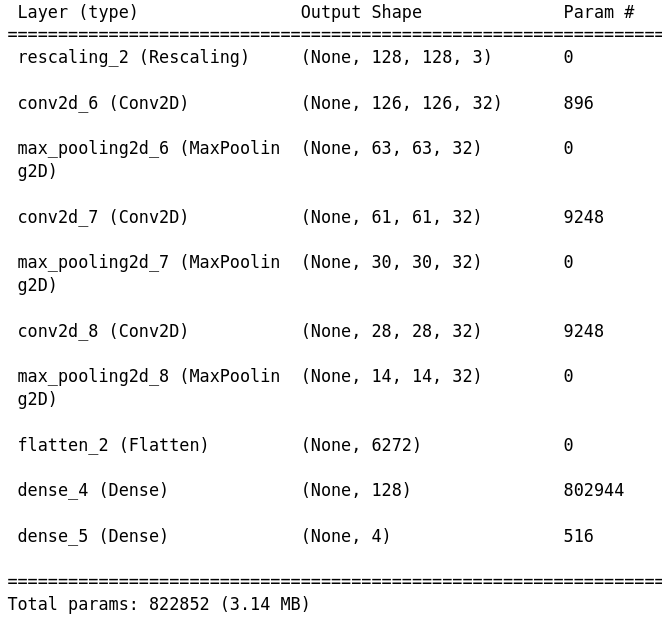 Layer (type) Output Shape Param #
=================================================================
rescaling_2 (Rescaling) (None, 128, 128, 3) 0
conv2d_6 (Conv2D) (None, 126, 126, 32) 896
max_pooling2d_6 (MaxPoolin (None, 63, 63, 32) 0
g2D)
conv2d_7 (Conv2D) (None, 61, 61, 32) 9248
max_pooling2d_7 (MaxPoolin (None, 30, 30, 32) 0
g2D)
conv2d_8 (Conv2D) (None, 28, 28, 32) 9248
max_pooling2d_8 (MaxPoolin (None, 14, 14, 32) 0
g2D)
flatten_2 (Flatten) (None, 6272) 0
dense_4 (Dense) (None, 128) 802944
dense_5 (Dense) (None, 4) 516
=================================================================
Total params: 822852 (3.14 MB)